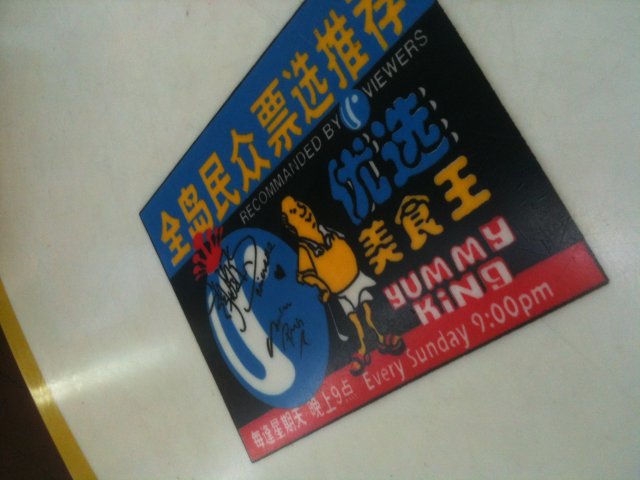 全岛民众票选推荐
RECOMMANDED BY VIEWERS
优选
美食王
YUMMY
KiNg
每逢星期天 晚上9点 Every Sunday 9:00pm